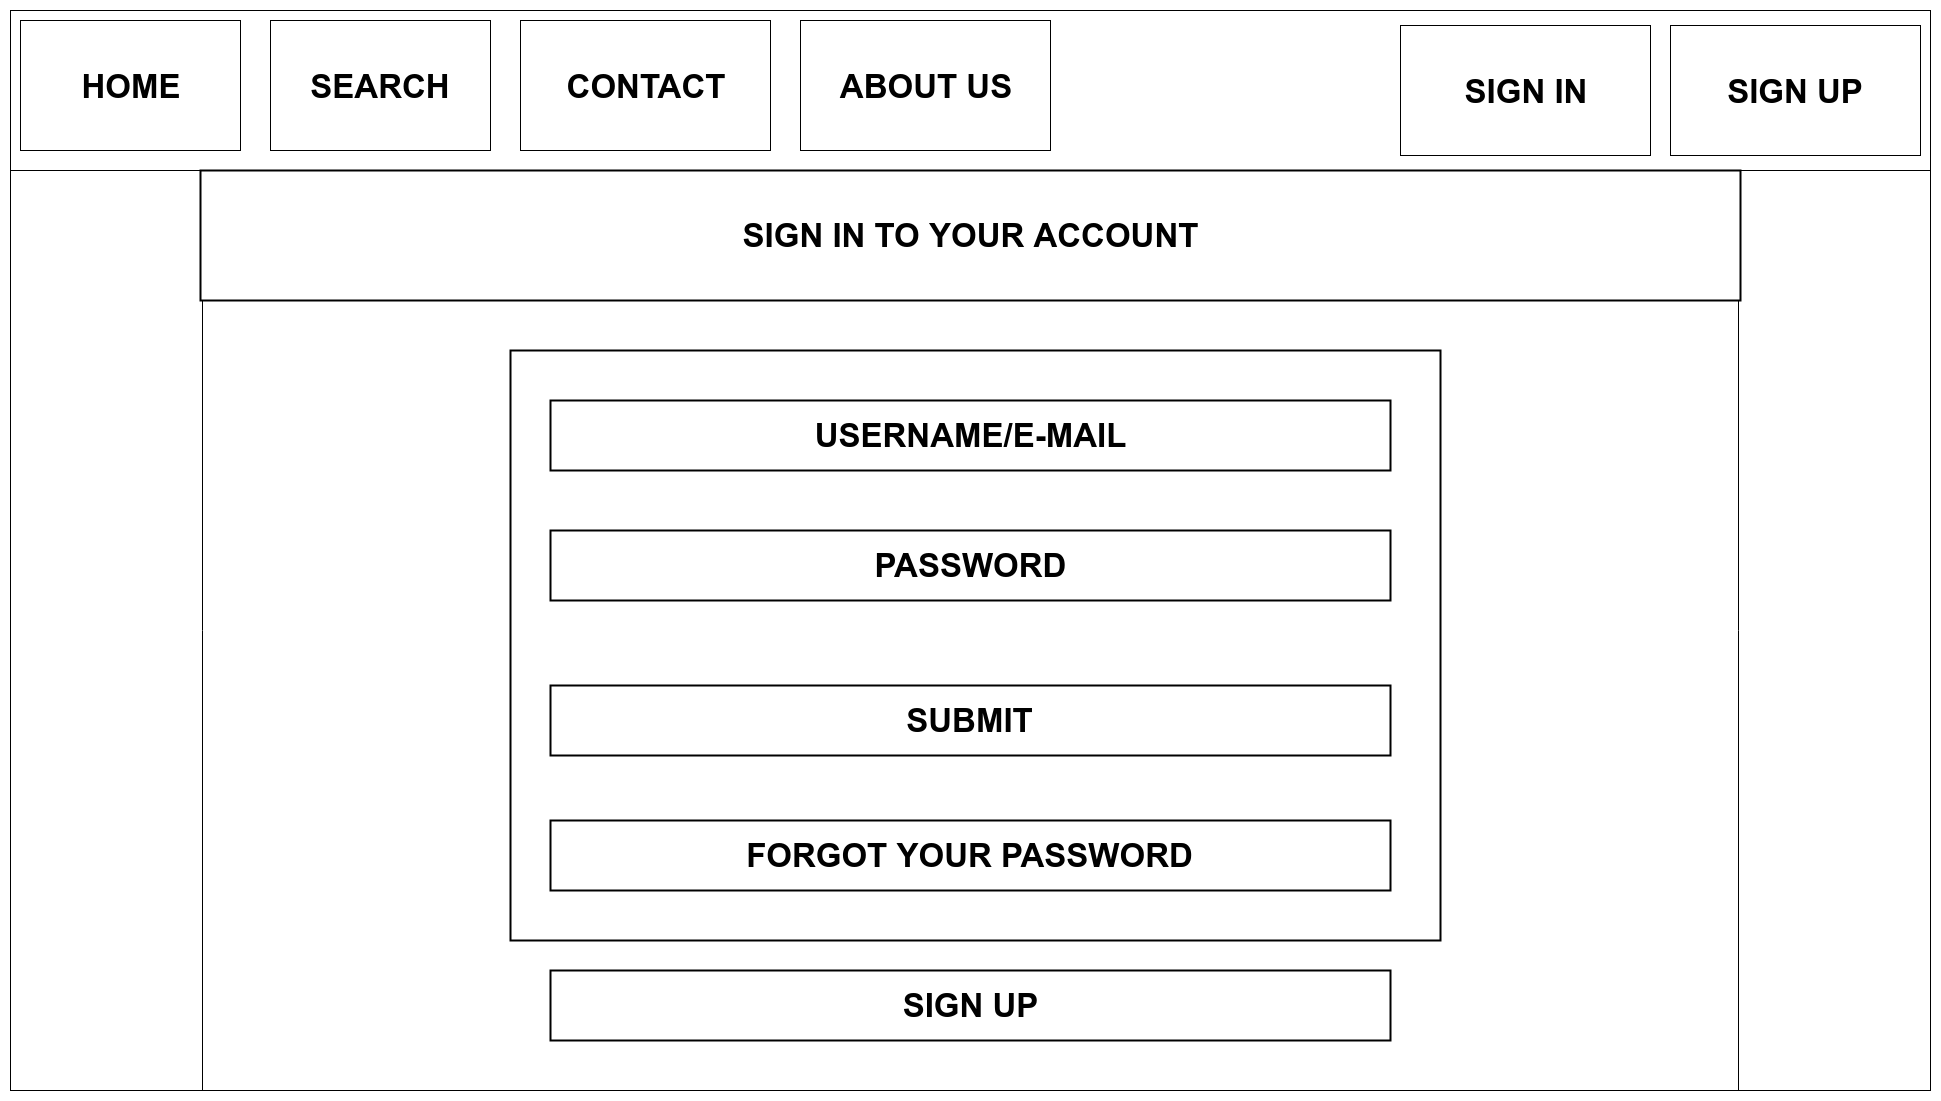 HOME
SEARCH
CONTACT
ABOUT US
SIGN IN
SIGN UP
SIGN IN TO YOUR ACCOUNT
USERNAME/E-MAIL
PASSWORD
SUBMIT
FORGOT YOUR PASSWORD
SIGN UP